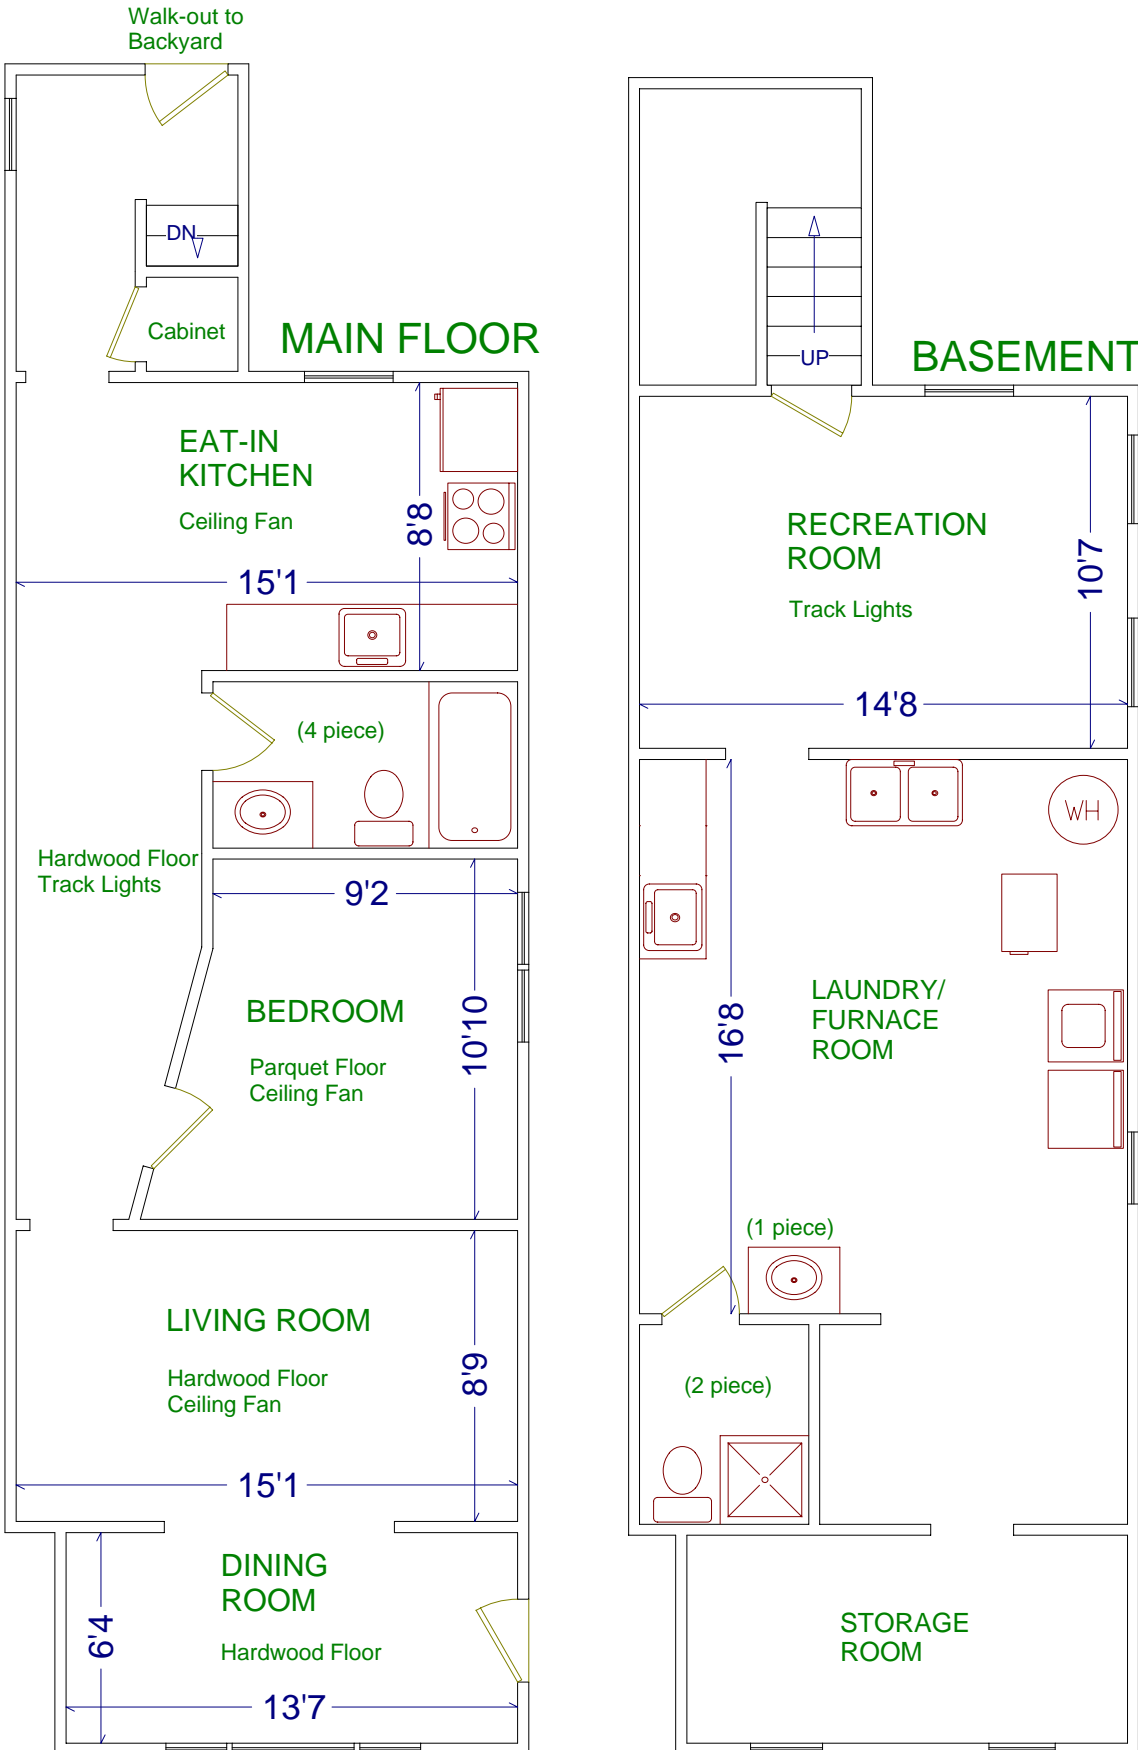 Walk-out to
Backyard
DN
Cabinet
MAIN FLOOR
EAT-IN
KITCHEN
Ceiling Fan
8'8
15'1
(4 piece)
Hardwood Floor
Track Lights
9'2
BEDROOM
10'10
Parquet Floor
Ceiling Fan
LIVING ROOM
Hardwood Floor
Ceiling Fan
8'9
15'1
DINING
ROOM
6'4
Hardwood Floor
13'7
UP
BASEMENT
RECREATION
ROOM
10'7
Track Lights
14'8
WH
LAUNDRY/
FURNACE
ROOM
16'8
(1 piece)
(2 piece)
STORAGE
ROOM